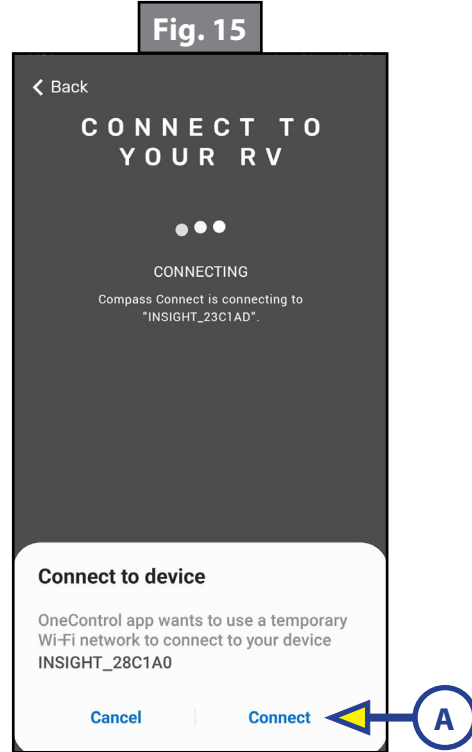 Fig. 15
Back
CONNECT TO
YOUR RV
CONNECTING
Compass Connect is connecting to
"INSIGHT_23C1AD".
Connect to device
OneControl app wants to use a temporary
Wi-Fi network to connect to your device
INSIGHT_28C1A0
Cancel Connect
A